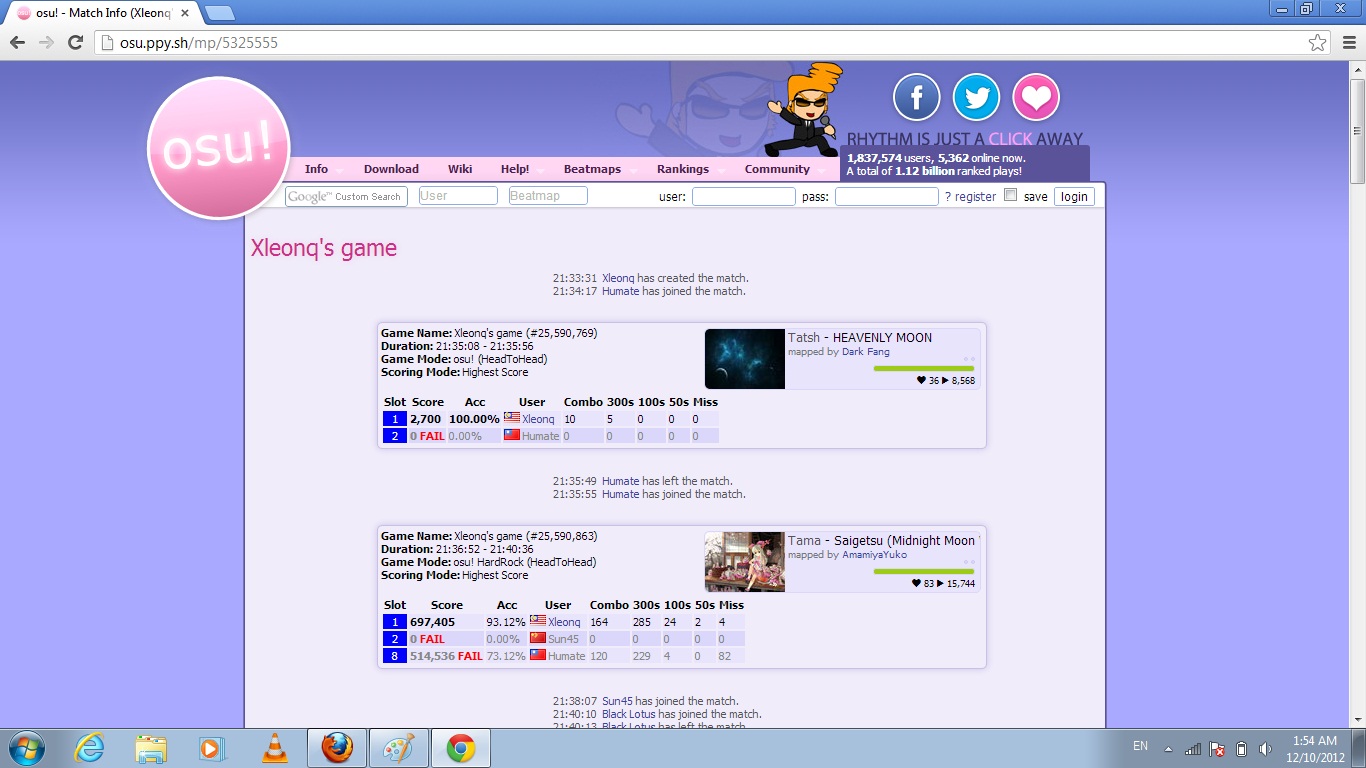 osu! - Match Info (Xleonq'
osu.ppy.sh/mp/5325555
osu!
RHYTHM IS JUST A CLICK AWAY
Info Download Wiki Help! Beatmaps Rankings Community
1,837,574 users, 5,362 online now.
A total of 1.12 billion ranked plays!
Google™ Custom Search User Beatmap user: pass: ? register save login
Xleonq's game
21:33:31 Xleonq has created the match.
21:34:17 Humate has joined the match.
Game Name: Xleonq's game (#25,590,769)
Duration: 21:35:08 - 21:35:56
Game Mode: osu! (HeadToHead)
Scoring Mode: Highest Score
Tatsh - HEAVENLY MOON
mapped by Dark Fang
36 8,568
Slot Score Acc User Combo 300s 100s 50s Miss
1 2,700 100.00% Xleonq 10 5 0 0 0
2 0 FAIL 0.00% Humate 0 0 0 0 0
21:35:49 Humate has left the match.
21:35:55 Humate has joined the match.
Game Name: Xleonq's game (#25,590,863)
Duration: 21:36:52 - 21:40:36
Game Mode: osu! HardRock (HeadToHead)
Scoring Mode: Highest Score
Tama - Saigetsu (Midnight Moon
mapped by AmamiyaYuko
83 15,744
Slot Score Acc User Combo 300s 100s 50s Miss
1 697,405 93.12% Xleonq 164 285 24 2 4
2 0 FAIL 0.00% Sun45 0 0 0 0 0
8 514,536 FAIL 73.12% Humate 120 229 4 0 82
21:38:07 Sun45 has joined the match.
21:40:10 Black Lotus has joined the match.
21:40:13 Black Lotus has left the match.
EN
1:54 AM
12/10/2012